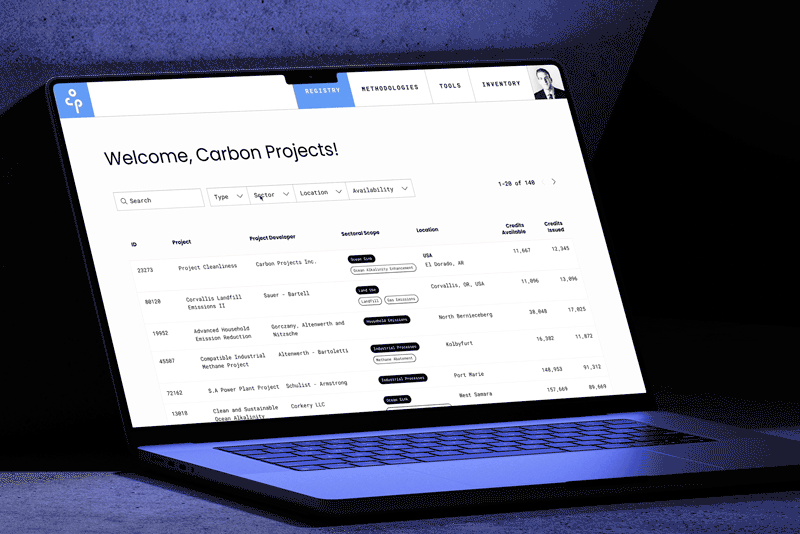 ocp
REGISTRY METHODOLOGIES TOOLS INVENTORY
Welcome, Carbon Projects!
Search Type Sector Location Availability 1-20 of 140
ID Project Project Developer Sectoral Scope Location Credits Available Credits Issued
23273 Project Cleanliness Carbon Projects Inc. Ocean Sink USA 11,667 12,345
Ocean Alkalinity Enhancement El Dorado, AR
80120 Corvallis Landfill Sauer - Bartell Land Use Corvallis, OR, USA 11,096 13,096
Emissions II Landfill Gas Emissions
19952 Advanced Household Gorczany, Altenwerth and Household Emissions North Bernieceberg 38,048 17,025
Emission Reduction Nitzsche
45587 Compatible Industrial Altenwerth - Bartoletti Industrial Processes Kolbyfurt 16,382 11,872
Methane Project Methane Abatement
72162 S.A Power Plant Project Schulist - Armstrong Industrial Processes Port Marie 148,953 91,312
13018 Clean and Sustainable Corkery LLC Ocean Sink West Samara 157,669 89,669
Ocean Alkalinity